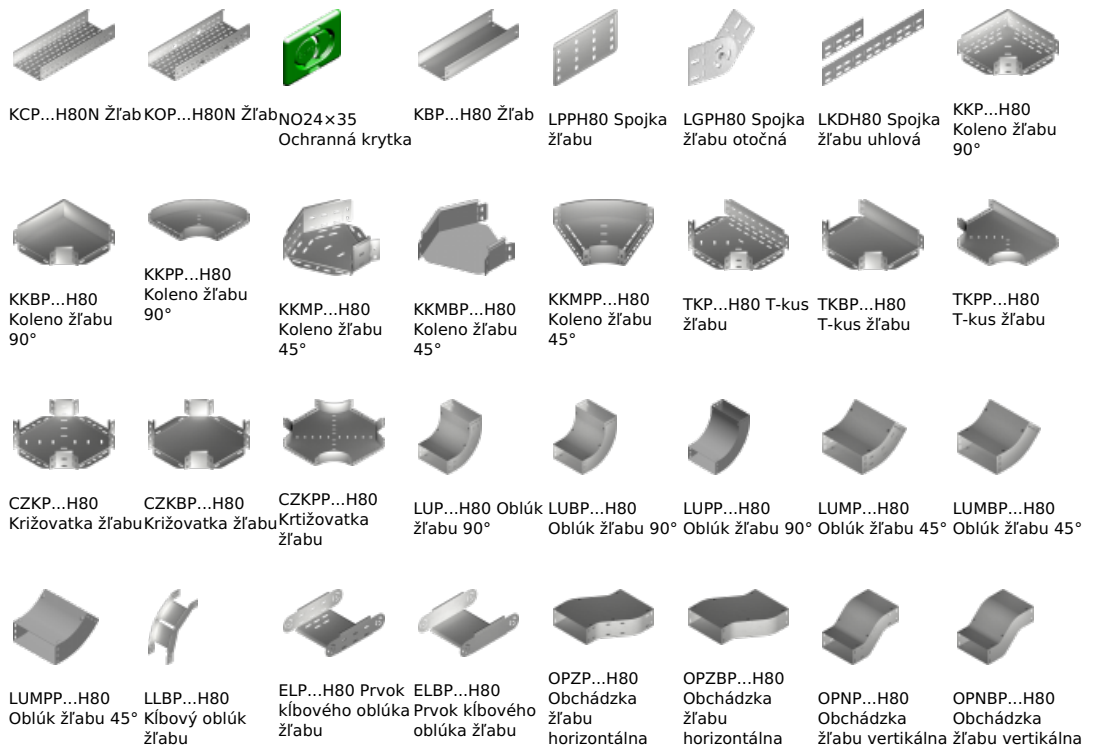 KCP...H80N Žľab
KOP...H80N Žľab
NO24×35
Ochranná krytka
KBP...H80 Žľab
LPPH80 Spojka
žľabu
LGPH80 Spojka
žľabu otočná
LKDH80 Spojka
žľabu uhlová
KKP...H80
Koleno žľabu
90°
KKBP...H80
Koleno žľabu
90°
KKPP...H80
Koleno žľabu
90°
KKMP...H80
Koleno žľabu
45°
KKMBP...H80
Koleno žľabu
45°
KKMPP...H80
Koleno žľabu
45°
TKP...H80 T-kus
žľabu
TKBP...H80
T-kus žľabu
TKPP...H80
T-kus žľabu
CZKP...H80
Križovatka žľabu
CZKBP...H80
Križovatka žľabu
CZKPP...H80
Krtižovatka
žľabu
LUP...H80 Oblúk
žľabu 90°
LUBP...H80
Oblúk žľabu 90°
LUPP...H80
Oblúk žľabu 90°
LUMP...H80
Oblúk žľabu 45°
LUMBP...H80
Oblúk žľabu 45°
LUMPP...H80
Oblúk žľabu 45°
LLBP...H80
Kĺbový oblúk
žľabu
ELP...H80 Prvok
kĺbového oblúka
žľabu
ELBP...H80
Prvok kĺbového
oblúka žľabu
OPZP...H80
Obchádzka
žľabu
horizontálna
OPZBP...H80
Obchádzka
žľabu
horizontálna
OPNP...H80
Obchádzka
žľabu vertikálna
OPNBP...H80
Obchádzka
žľabu vertikálna